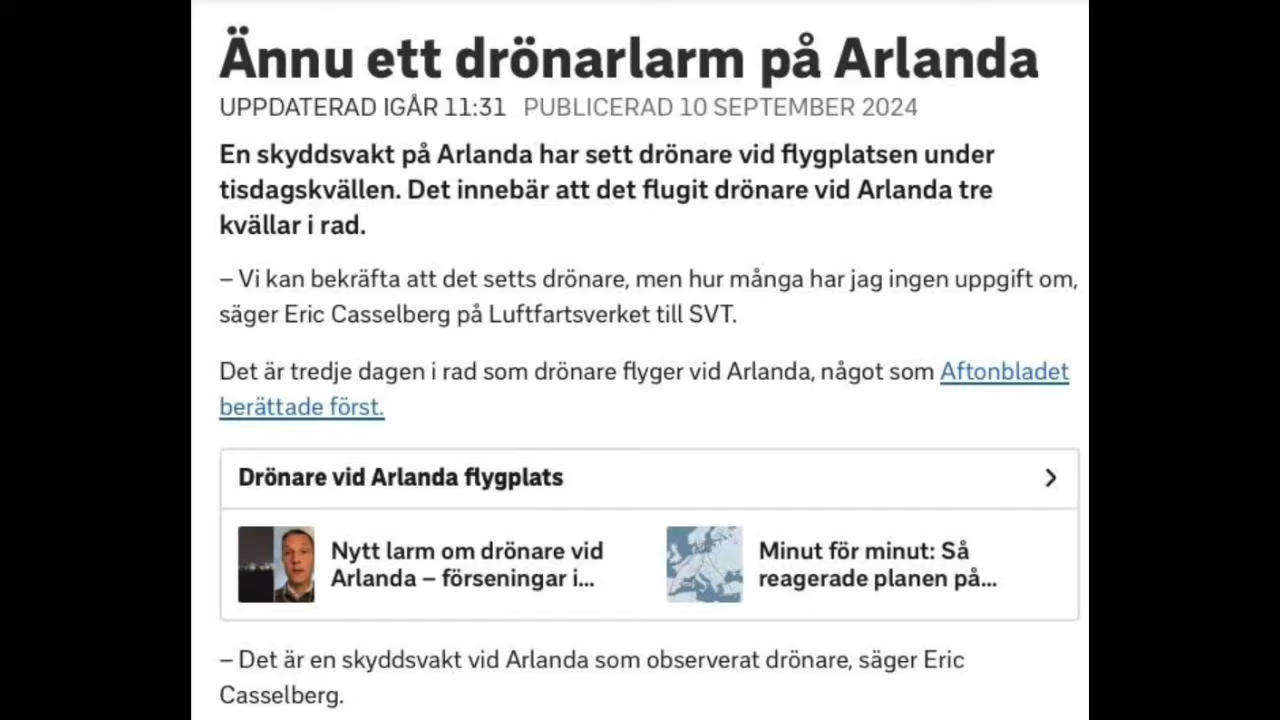 Ännu ett drönarlarm på Arlanda
UPPDATERAD IGÅR 11:31 PUBLICERAD 10 SEPTEMBER 2024
En skyddsvakt på Arlanda har sett drönare vid flygplatsen under
tisdagskvällen. Det innebär att det flugit drönare vid Arlanda tre
kvällar i rad.
– Vi kan bekräfta att det setts drönare, men hur många har jag ingen uppgift om,
säger Eric Casselberg på Luftfartsverket till SVT.
Det är tredje dagen i rad som drönare flyger vid Arlanda, något som Aftonbladet
berättade först.
Drönare vid Arlanda flygplats
Nytt larm om drönare vid
Arlanda – förseningar i...
Minut för minut: Så
reagerade planen på...
– Det är en skyddsvakt vid Arlanda som observerat drönare, säger Eric
Casselberg.